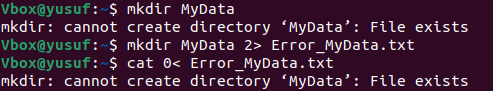 Vbox@yusuf:~$ mkdir MyData
mkdir: cannot create directory ‘MyData’: File exists
Vbox@yusuf:~$ mkdir MyData 2> Error_MyData.txt
Vbox@yusuf:~$ cat 0< Error_MyData.txt
mkdir: cannot create directory ‘MyData’: File exists